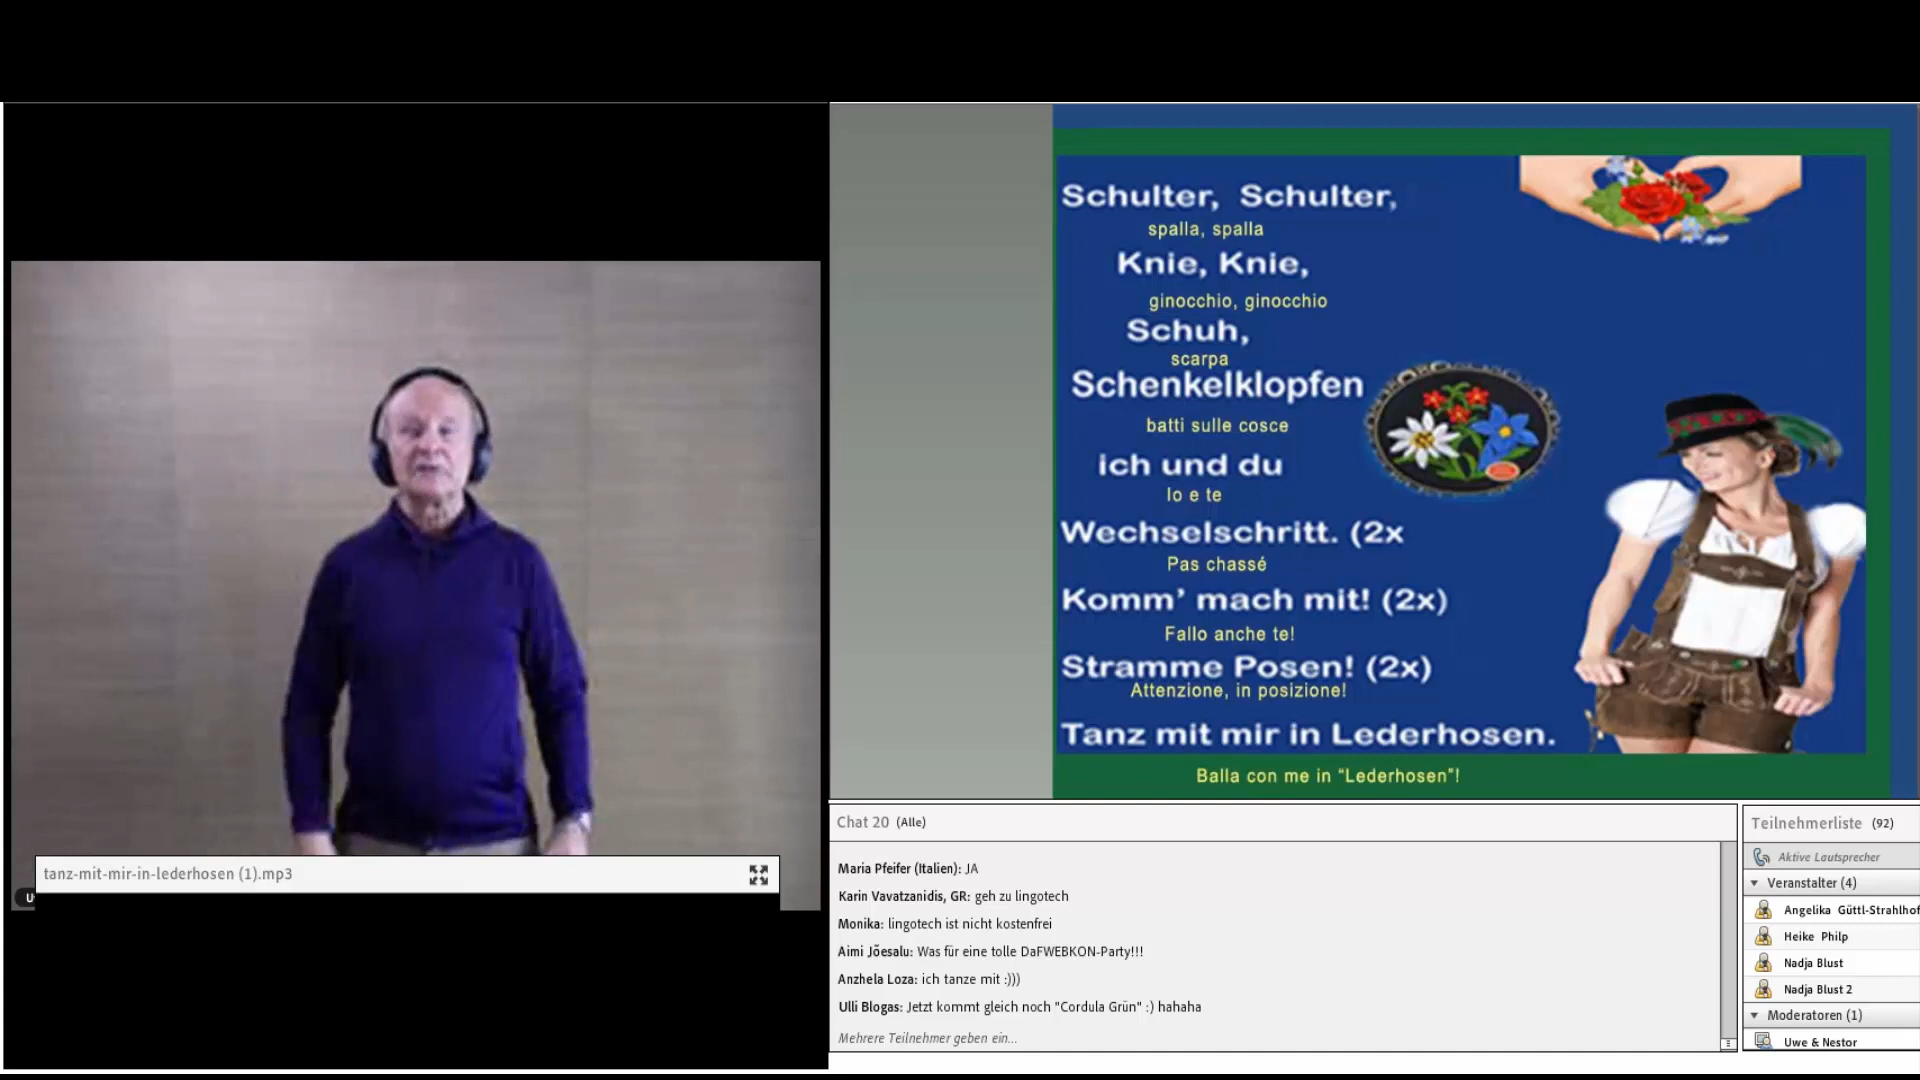 Schulter, Schulter,
spalla, spalla
Knie, Knie,
ginocchio, ginocchio
Schuh,
scarpa
Schenkelklopfen
batti sulle cosce
ich und du
Io e te
Wechselschritt. (2x
Pas chassé
Komm' mach mit! (2x)
Fallo anche te!
Stramme Posen! (2x)
Attenzione, in posizione!
Tanz mit mir in Lederhosen.
Balla con me in "Lederhosen"!
tanz-mit-mir-in-lederhosen (1).mp3
Chat 20 (Alle)
Maria Pfeifer (Italien): JA
Karin Vavatzanidis, GR: geh zu lingotech
Monika: lingotech ist nicht kostenfrei
Aimi Jõesalu: Was für eine tolle DaFWEBKON-Party!!!
Anzhela Loza: ich tanze mit :)))
Ulli Blogas: Jetzt kommt gleich noch "Cordula Grün" :) hahaha
Mehrere Teilnehmer geben ein...
Teilnehmerliste (92)
Aktive Lautsprecher
Veranstalter (4)
Angelika Güttl-Strahlhof
Heike Philp
Nadja Blust
Nadja Blust 2
Moderatoren (1)
Uwe & Nestor